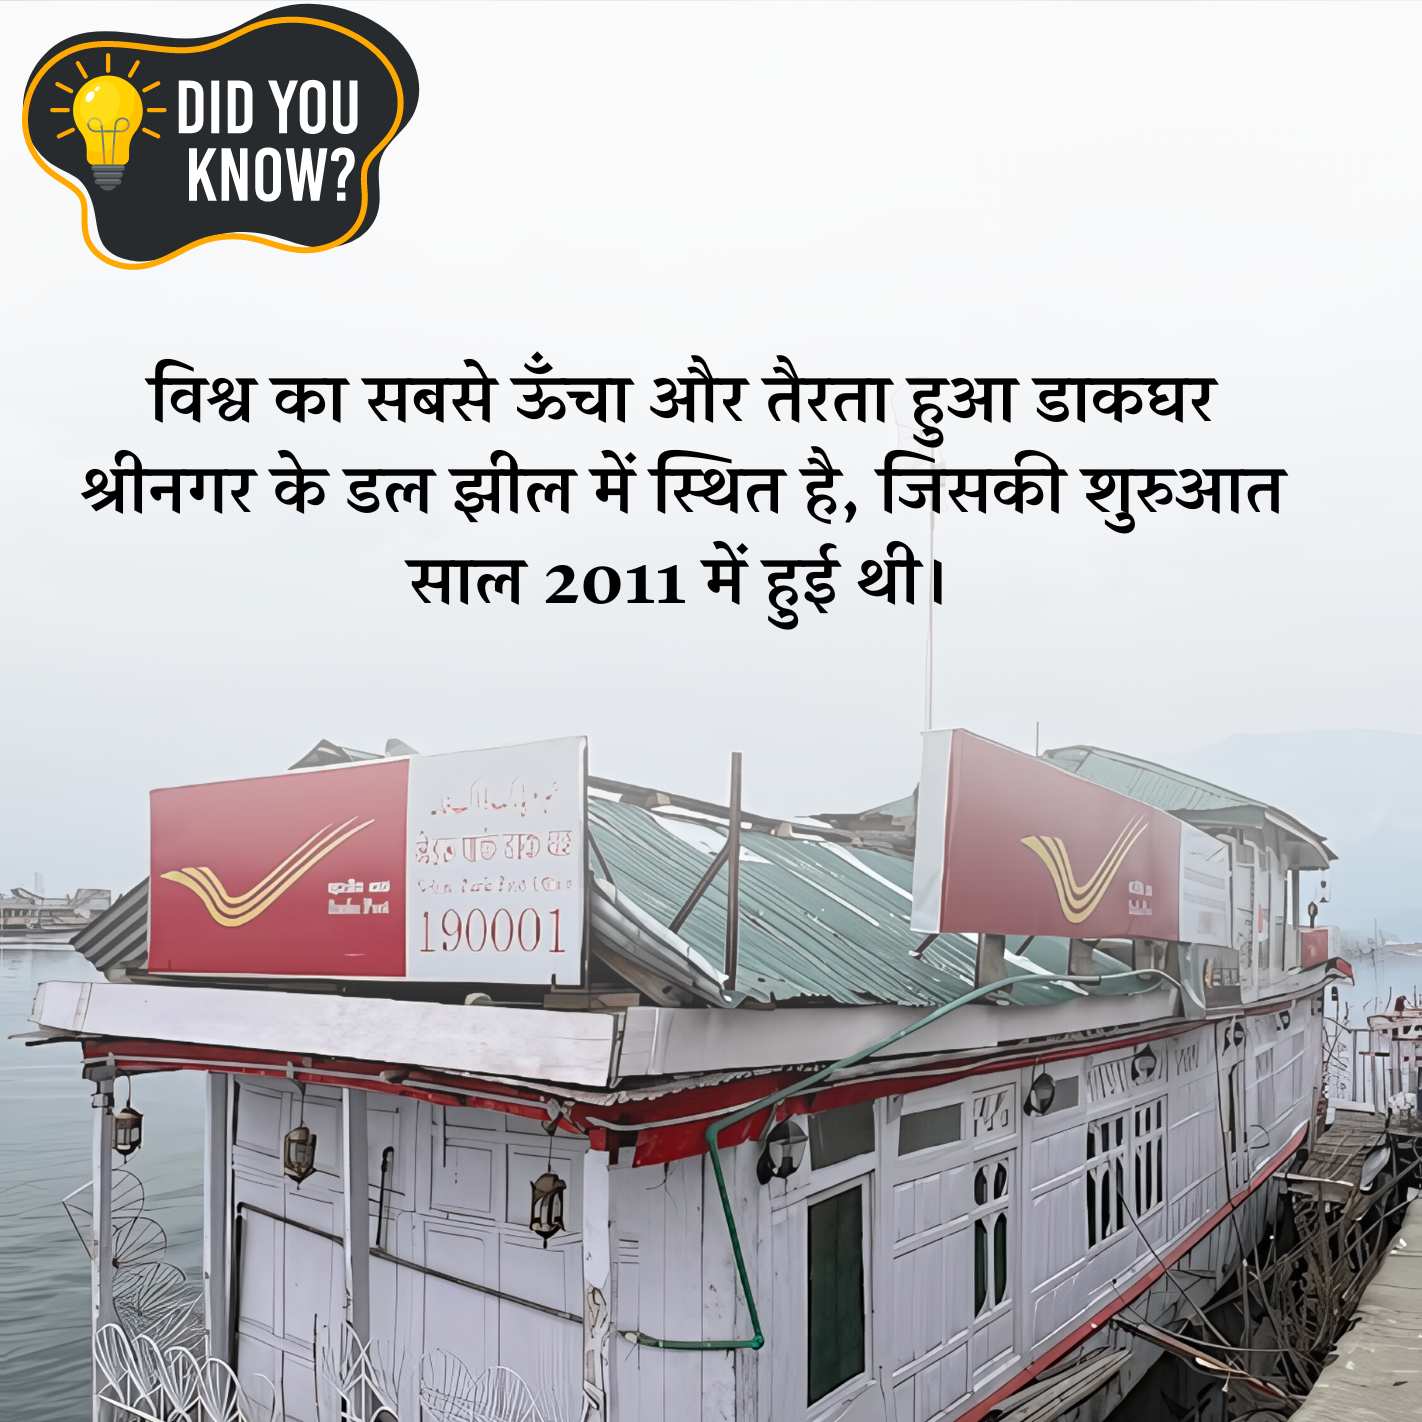 DID YOU
KNOW?
विश्व का सबसे ऊँचा और तैरता हुआ डाकघर
श्रीनगर के डल झील में स्थित है, जिसकी शुरुआत
साल 2011 में हुई थी।
190001